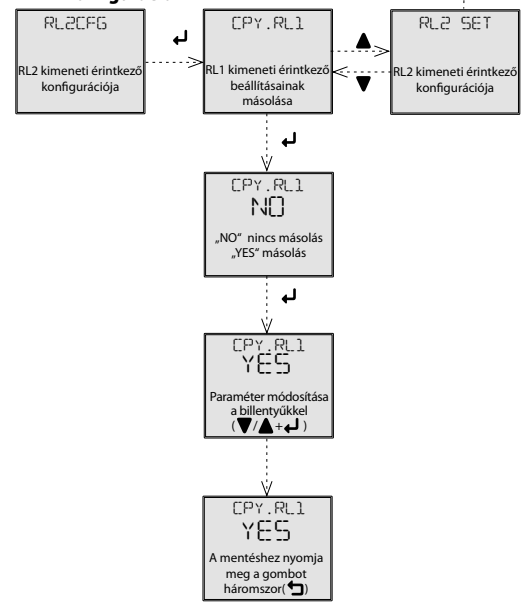 RL2CFG
RL2 kimeneti érintkező
konfigurációja
CPY.RL1
RL1 kimeneti érintkező
beállításainak
másolása
RL2 SET
RL2 kimeneti érintkező
konfigurációja
CPY.RL1
NO
„NO“ nincs másolás
„YES“ másolás
CPY.RL1
YES
Paraméter módosítása
a billentyűkkel
(▼/▲+↵)
CPY.RL1
YES
A mentéshez nyomja
meg a gombot
háromszor(⮌)